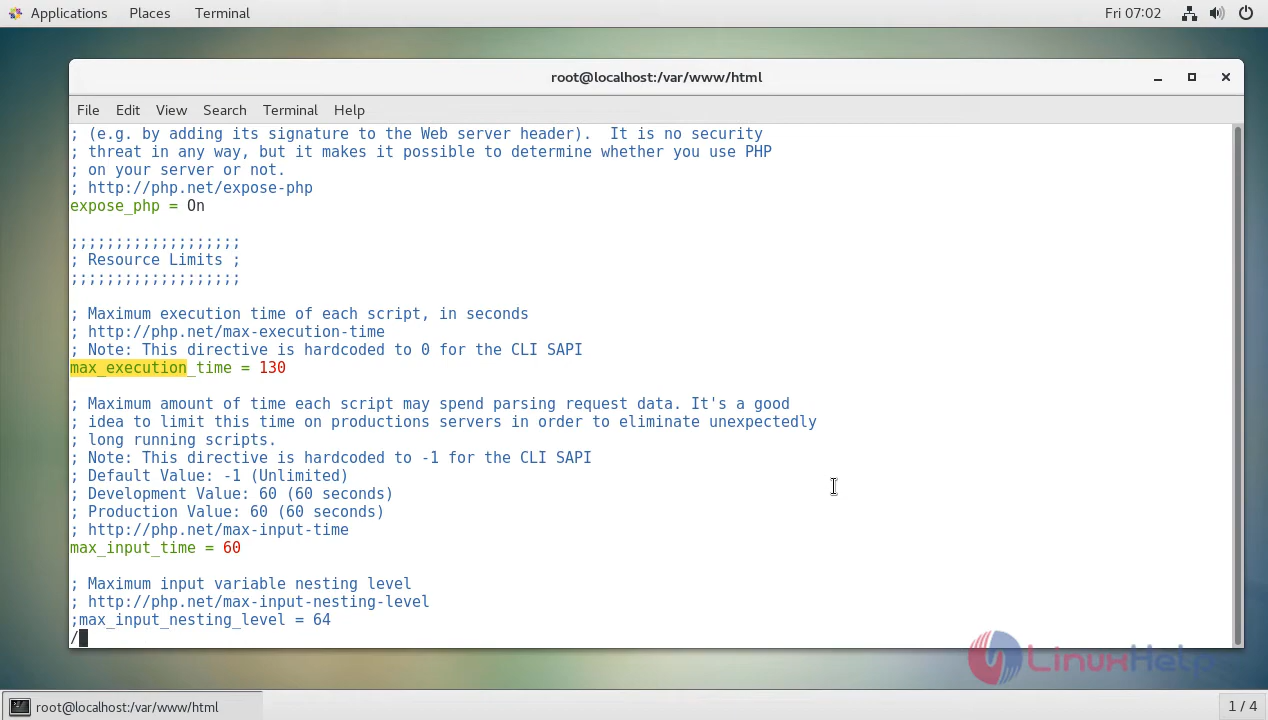 Applications Places Terminal Fri 07:02
root@localhost:/var/www/html
File Edit View Search Terminal Help
; (e.g. by adding its signature to the Web server header).  It is no security
; threat in any way, but it makes it possible to determine whether you use PHP
; on your server or not.
; http://php.net/expose-php
expose_php = On
;;;;;;;;;;;;;;;;;;;
; Resource Limits ;
;;;;;;;;;;;;;;;;;;;
; Maximum execution time of each script, in seconds
; http://php.net/max-execution-time
; Note: This directive is hardcoded to 0 for the CLI SAPI
max_execution_time = 130
; Maximum amount of time each script may spend parsing request data. It's a good
; idea to limit this time on productions servers in order to eliminate unexpectedly
; long running scripts.
; Note: This directive is hardcoded to -1 for the CLI SAPI
; Default Value: -1 (Unlimited)
; Development Value: 60 (60 seconds)
; Production Value: 60 (60 seconds)
; http://php.net/max-input-time
max_input_time = 60
; Maximum input variable nesting level
; http://php.net/max-input-nesting-level
;max_input_nesting_level = 64
/
LinuxHelp
root@localhost:/var/www/html 1 / 4